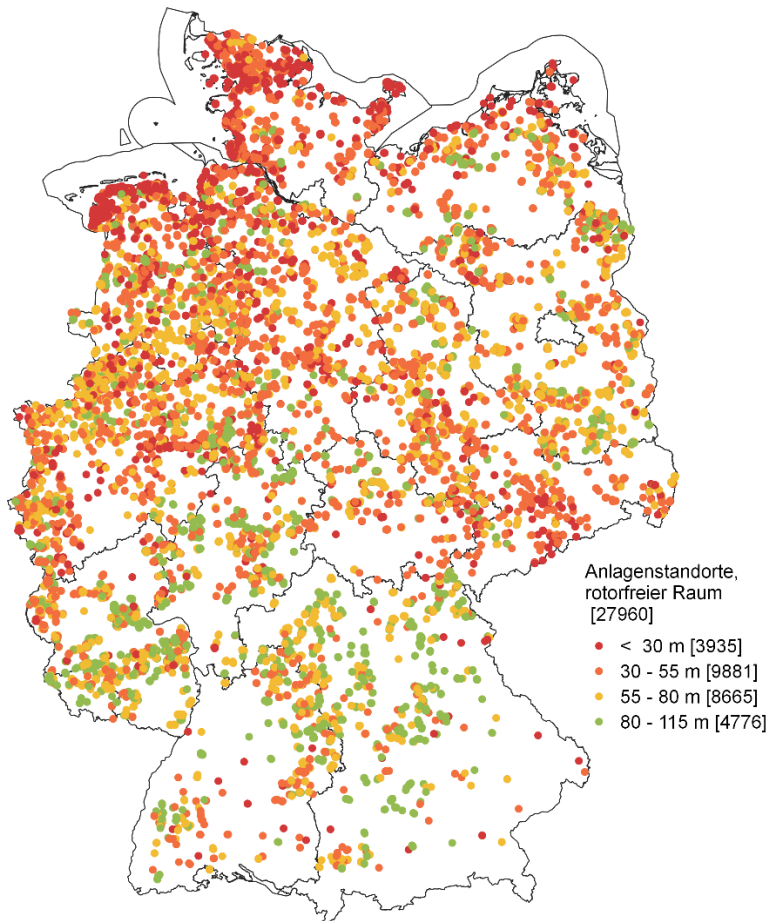 Anlagenstandorte,
rotorfreier Raum
[27960]
< 30 m [3935]
30 - 55 m [9881]
55 - 80 m [8665]
80 - 115 m [4776]